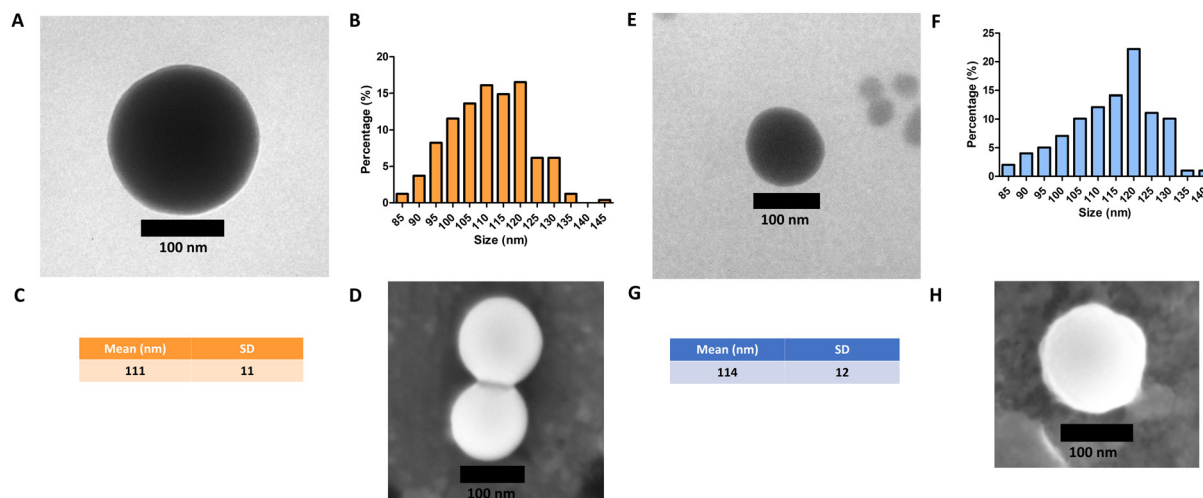 A
100 nm
B
Percentage (%)
20
15
10
5
0
85 90 95 100 105 110 115 120 125 130 135 140 145
Size (nm)
C
Mean (nm) SD
111 11
D
100 nm
E
100 nm
F
Percentage (%)
25
20
15
10
5
0
85 90 95 100 105 110 115 120 125 130 135 145
Size (nm)
G
Mean (nm) SD
114 12
H
100 nm